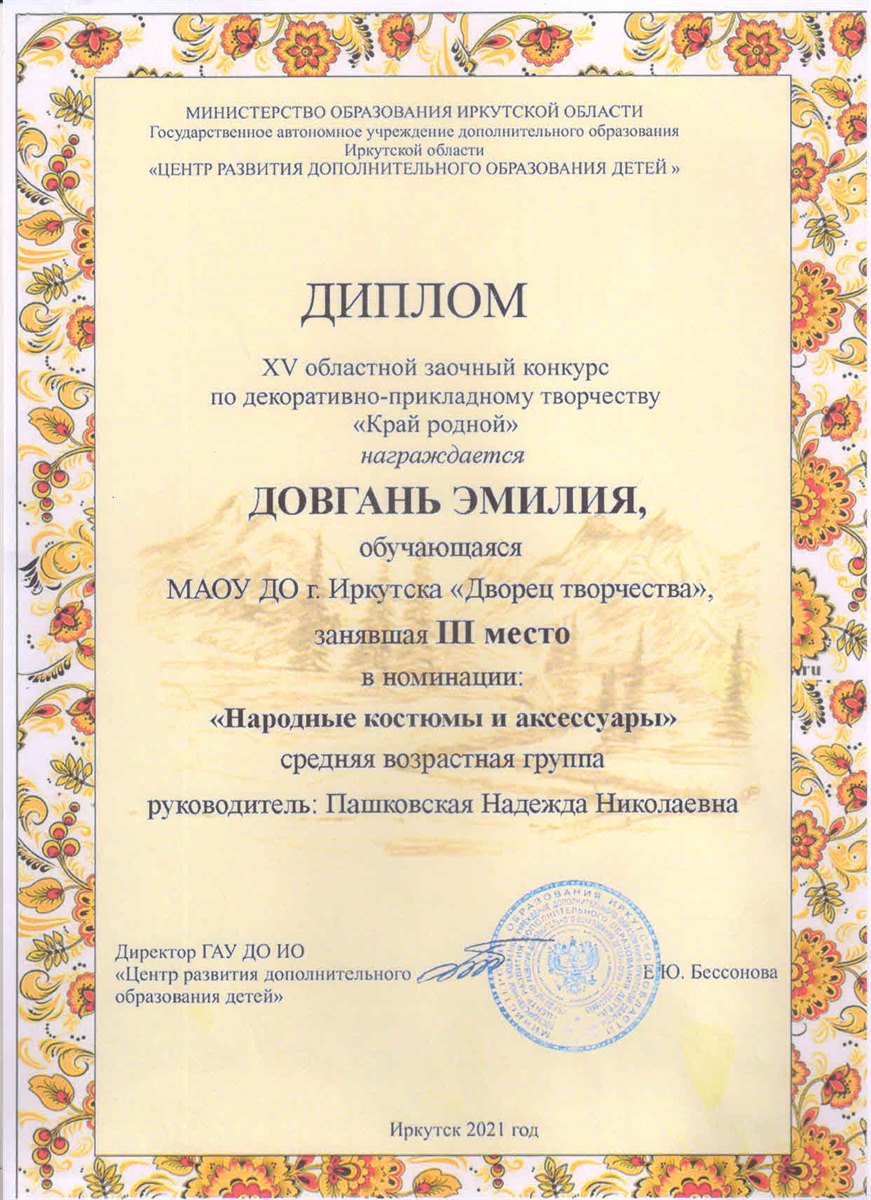 МИНИСТЕРСТВО ОБРАЗОВАНИЯ ИРКУТСКОЙ ОБЛАСТИ
Государственное автономное учреждение дополнительного образования
Иркутской области
«ЦЕНТР РАЗВИТИЯ ДОПОЛНИТЕЛЬНОГО ОБРАЗОВАНИЯ ДЕТЕЙ »
ДИПЛОМ
XV областной заочный конкурс
по декоративно-прикладному творчеству
«Край родной»
награждается
ДОВГАНЬ ЭМИЛИЯ,
обучающаяся
МАОУ ДО г. Иркутска «Дворец творчества»,
занявшая III место
в номинации:
«Народные костюмы и аксессуары»
средняя возрастная группа
руководитель: Пашковская Надежда Николаевна
Директор ГАУ ДО ИО
«Центр развития дополнительного
образования детей»
Е.Ю. Бессонова
Иркутск 2021 год